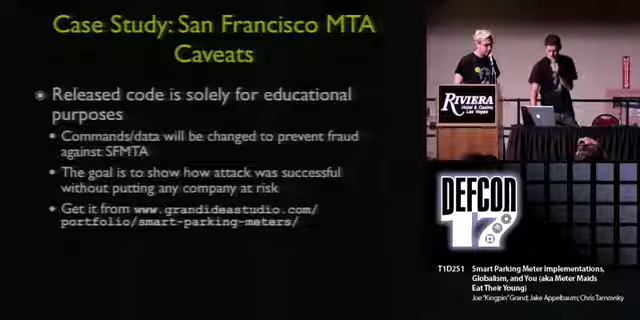 Case Study: San Francisco MTA
Caveats
Released code is solely for educational
purposes
Commands/data will be changed to prevent fraud
against SFMTA
The goal is to show how attack was successful
without putting any company at risk
Get it from www.grandideastudio.com/
portfolio/smart-parking-meters/
RIVIERA
Hotel & Casino
Las Vegas
DEFCON
17
T1D2S1 Smart Parking Meter Implementations,
Globalism, and You (aka Meter Maids
Eat Their Young)
Joe "Kingpin" Grand; Jake Appelbaum; Chris Tarnovsky